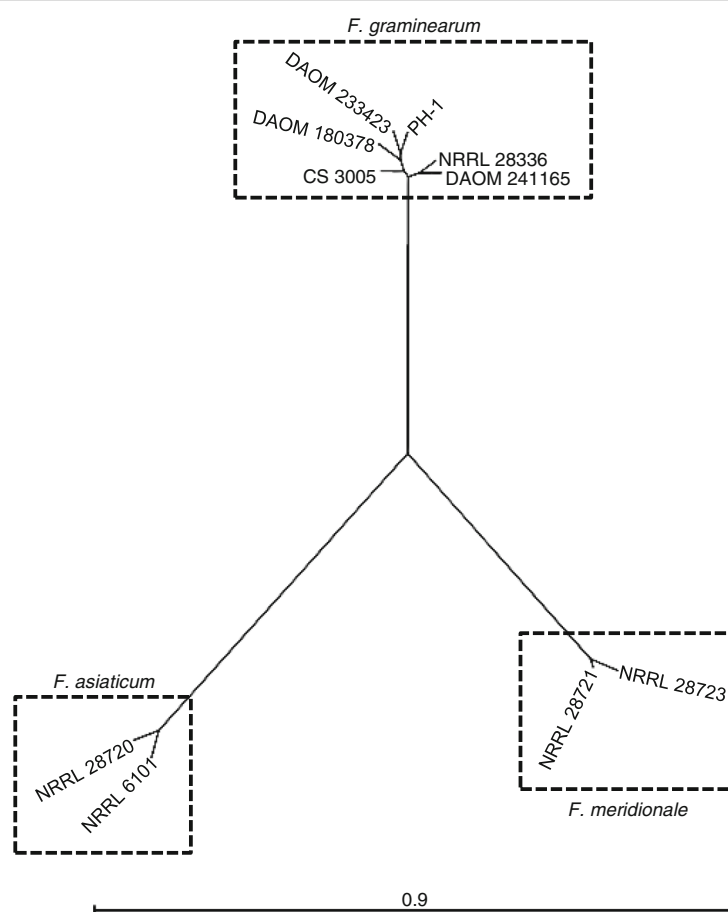 F. graminearum
DAOM 233423
PH-1
DAOM 180378
NRRL 28336
CS 3005
DAOM 241165
F. asiaticum
NRRL 28723
NRRL 28721
NRRL 28720
NRRL 6101
F. meridionale
0.9